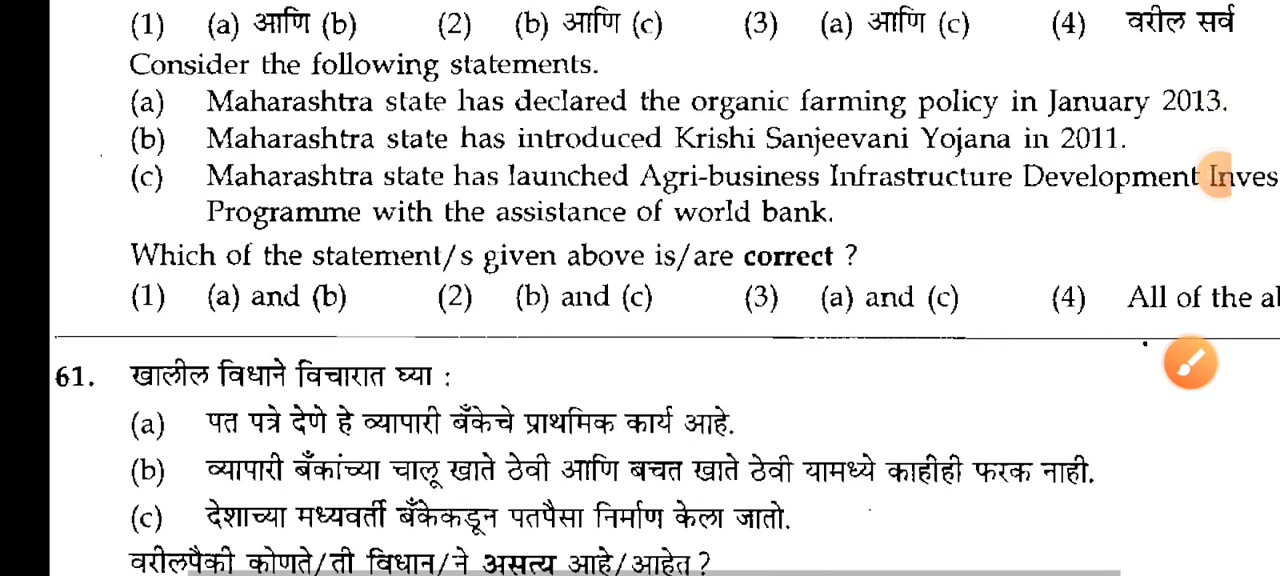 (1) (a) आणि (b) (2) (b) आणि (c) (3) (a) आणि (c) (4) वरील सर्व
Consider the following statements.
(a) Maharashtra state has declared the organic farming policy in January 2013.
(b) Maharashtra state has introduced Krishi Sanjeevani Yojana in 2011.
(c) Maharashtra state has launched Agri-business Infrastructure Development Inves
Programme with the assistance of world bank.
Which of the statement/s given above is/are correct ?
(1) (a) and (b) (2) (b) and (c) (3) (a) and (c) (4) All of the
61. खालील विधाने विचारात घ्या :
(a) पत पत्रे देणे हे व्यापारी बँकेचे प्राथमिक कार्य आहे.
(b) व्यापारी बँकांच्या चालू खाते ठेवी आणि बचत खाते ठेवी यामध्ये काहीही फरक नाही.
(c) देशाच्या मध्यवर्ती बँकेकडून पतपैसा निर्माण केला जातो.
वरीलपैकी कोणते/ती विधान/ने असत्य आहे/आहेत ?